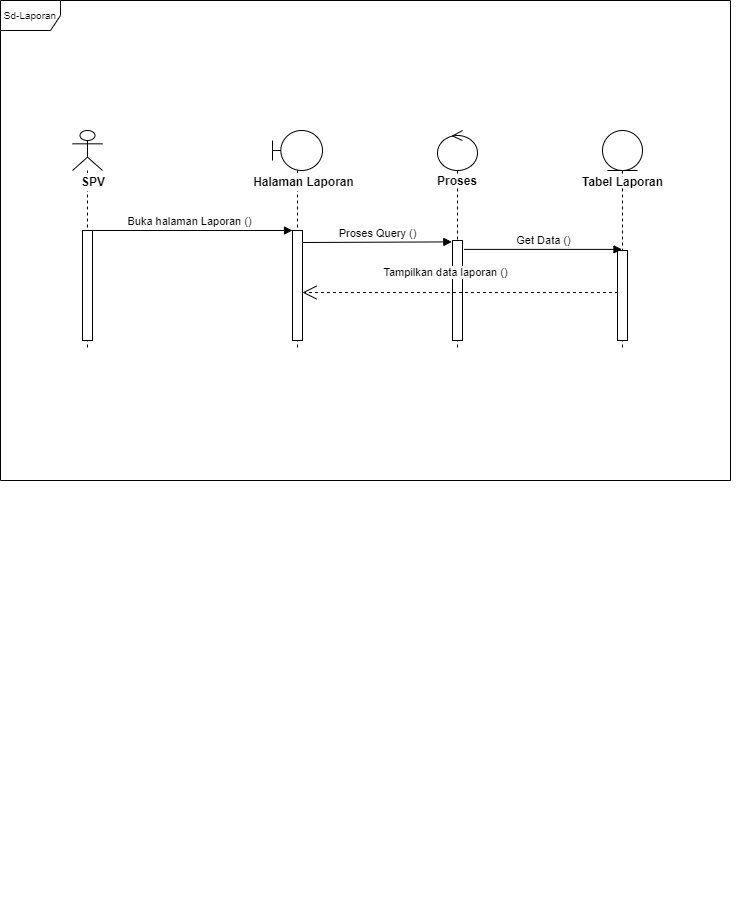 Sd-Laporan
SPV
Halaman Laporan
Proses
Tabel Laporan
Buka halaman Laporan ()
Proses Query ()
Get Data ()
Tampilkan data laporan ()